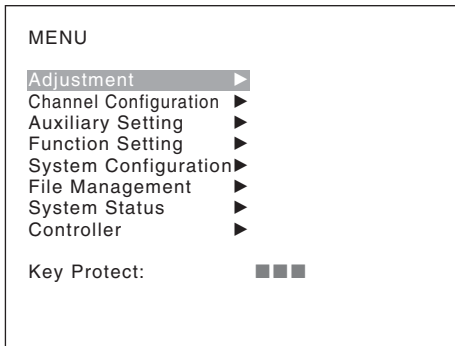 MENU
Adjustment ▶
Channel Configuration ▶
Auxiliary Setting ▶
Function Setting ▶
System Configuration▶
File Management ▶
System Status ▶
Controller ▶
Key Protect: ■■■